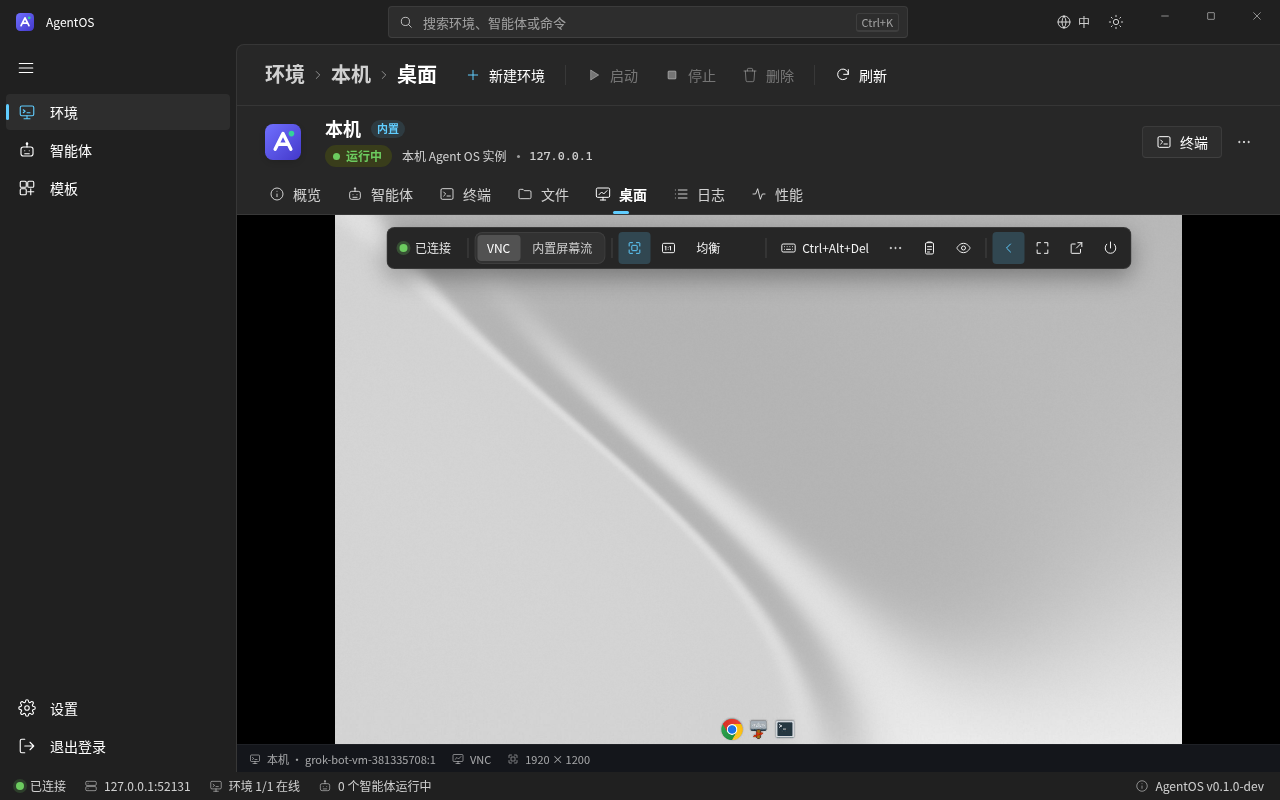 AgentOS
搜索环境、智能体或命令
Ctrl+K
中
环境
智能体
模板
设置
退出登录
环境 › 本机 › 桌面
新建环境
启动
停止
删除
刷新
本机 内置
运行中 本机 Agent OS 实例 • 127.0.0.1
终端
概览 智能体 终端 文件 桌面 日志 性能
已连接 VNC 内置屏幕流 均衡 Ctrl+Alt+Del
本机 · grok-bot-vm-381335708:1 VNC 1920 × 1200
已连接 127.0.0.1:52131 环境 1/1 在线 0 个智能体运行中 AgentOS v0.1.0-dev